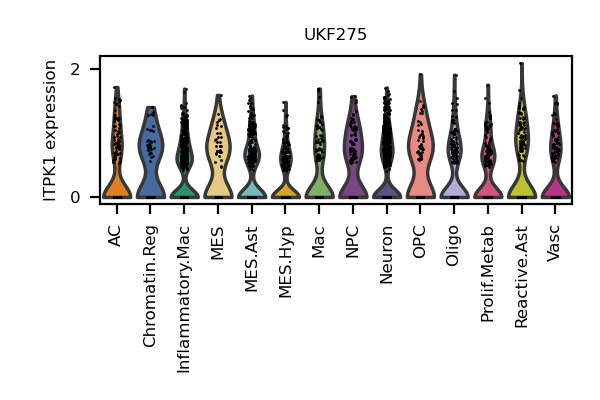 UKF275
ITPK1 expression
2
0
AC
Chromatin.Reg
Inflammatory.Mac
MES
MES.Ast
MES.Hyp
Mac
NPC
Neuron
OPC
Oligo
Prolif.Metab
Reactive.Ast
Vasc